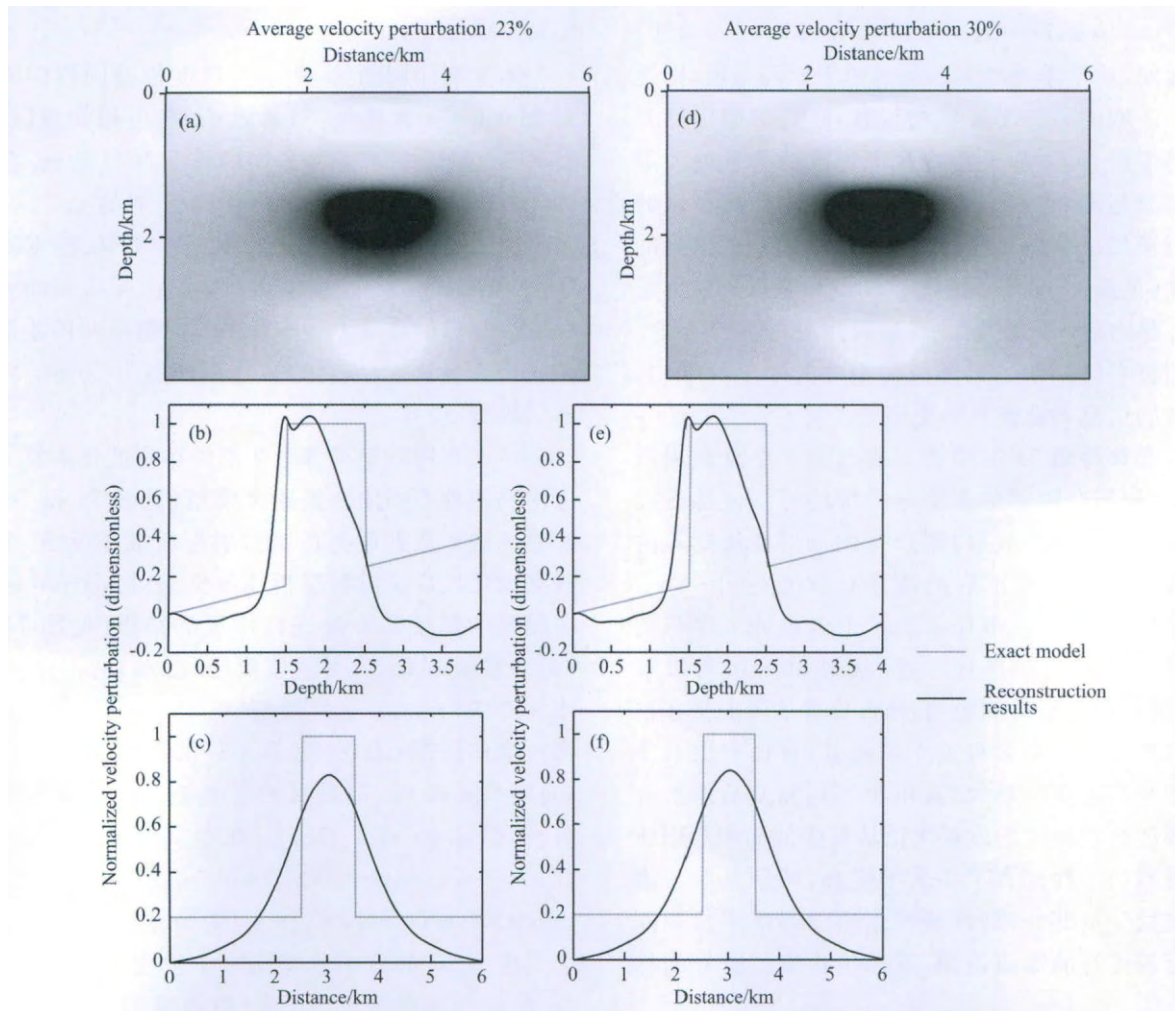 Average velocity perturbation 23%
Distance/km
0 2 4 6
0
(a)
Depth/km
2
Average velocity perturbation 30%
Distance/km
0 2 4 6
0
(d)
Depth/km
2
Normalized velocity perturbation (dimensionless)
1
0.8
0.6
0.4
0.2
0
-0.2
(b)
0 0.5 1 1.5 2 2.5 3 3.5 4
Depth/km
Normalized velocity perturbation (dimensionless)
1
0.8
0.6
0.4
0.2
0
-0.2
(e)
0 0.5 1 1.5 2 2.5 3 3.5 4
Depth/km
Exact model
Reconstruction
results
1
0.8
0.6
0.4
0.2
0
(c)
0 1 2 3 4 5 6
Distance/km
1
0.8
0.6
0.4
0.2
0
(f)
0 1 2 3 4 5
Distance/km